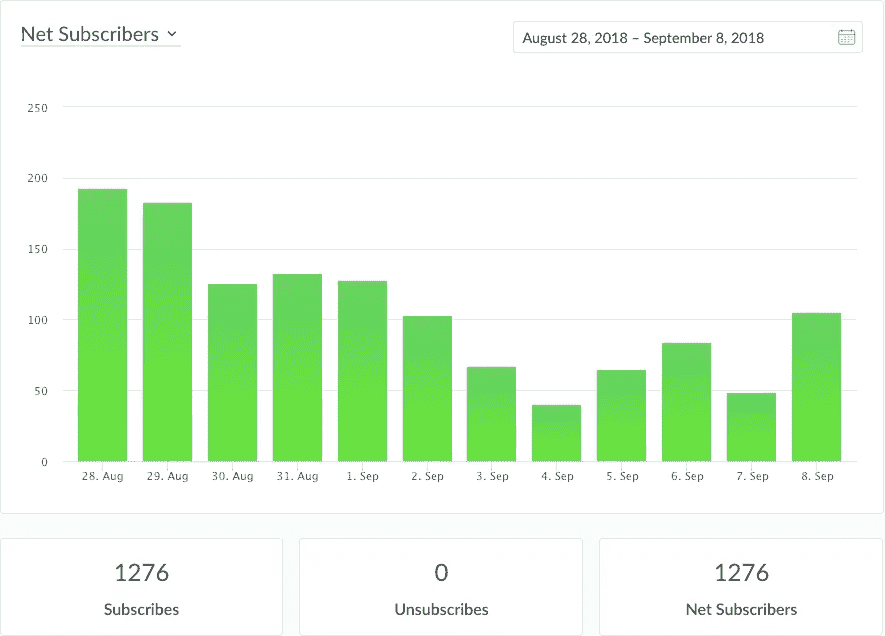 Net Subscribers
August 28, 2018 – September 8, 2018
250
200
150
100
50
0
28. Aug 29. Aug 30. Aug 31. Aug 1. Sep 2. Sep 3. Sep 4. Sep 5. Sep 6. Sep 7. Sep 8. Sep
1276 0 1276
Subscribes Unsubscribes Net Subscribers